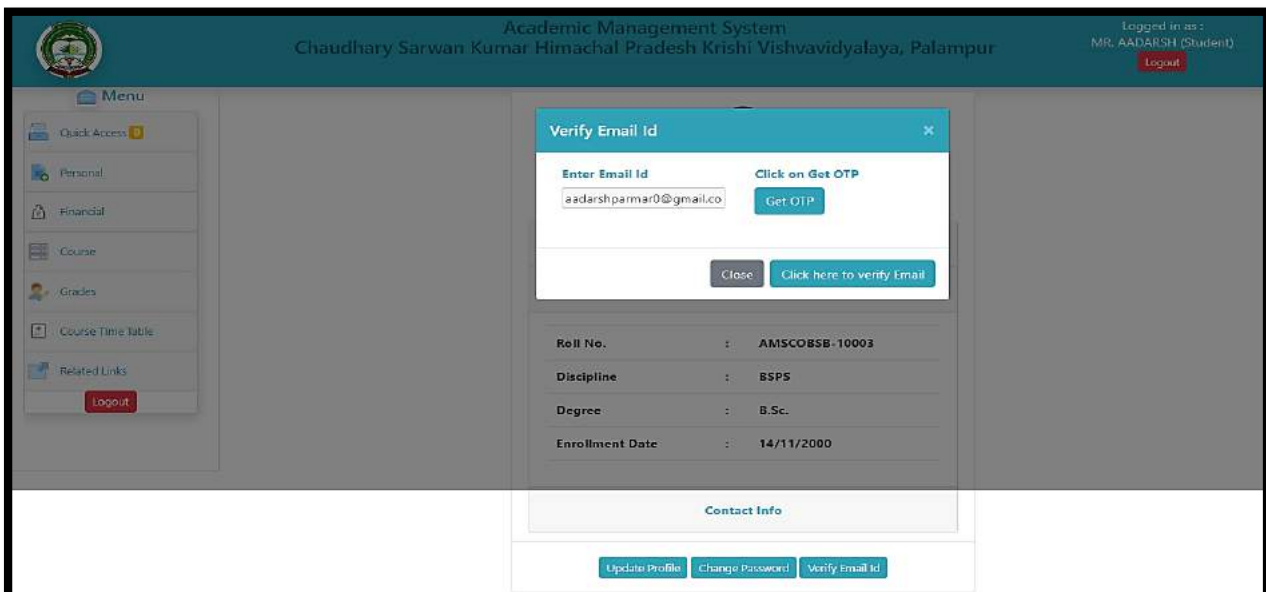 Academic Management System
Chaudhary Sarwan Kumar Himachal Pradesh Krishi Vishvavidyalaya, Palampur
Logged in as :
MR. AADARSH (Student)
Logout
Menu
Quick Access
Personal
Financial
Course
Grades
Course Time Table
Related Links
Logout
Verify Email Id ×
Enter Email Id Click on Get OTP
aadarshparmar0@gmail.co Get OTP
Close Click here to verify Email
Roll No. : AMSCOBSB-10003
Discipline : BSPS
Degree : B.Sc.
Enrollment Date : 14/11/2000
Contact Info
Update Profile Change Password Verify Email Id